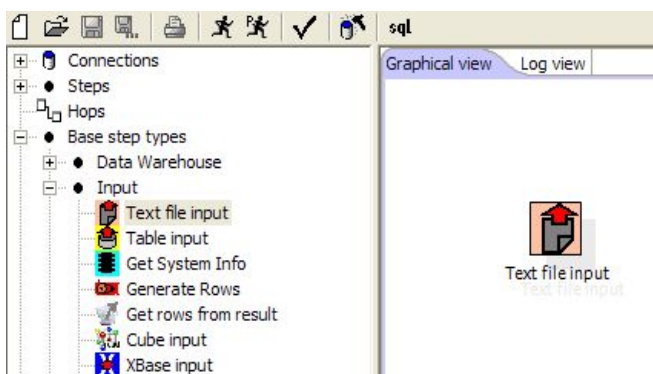 sql
Connections
Steps
Hops
Base step types
Data Warehouse
Input
Text file input
Table input
Get System Info
Generate Rows
Get rows from result
Cube input
XBase input
Graphical view
Log view
Text file input
Text file input